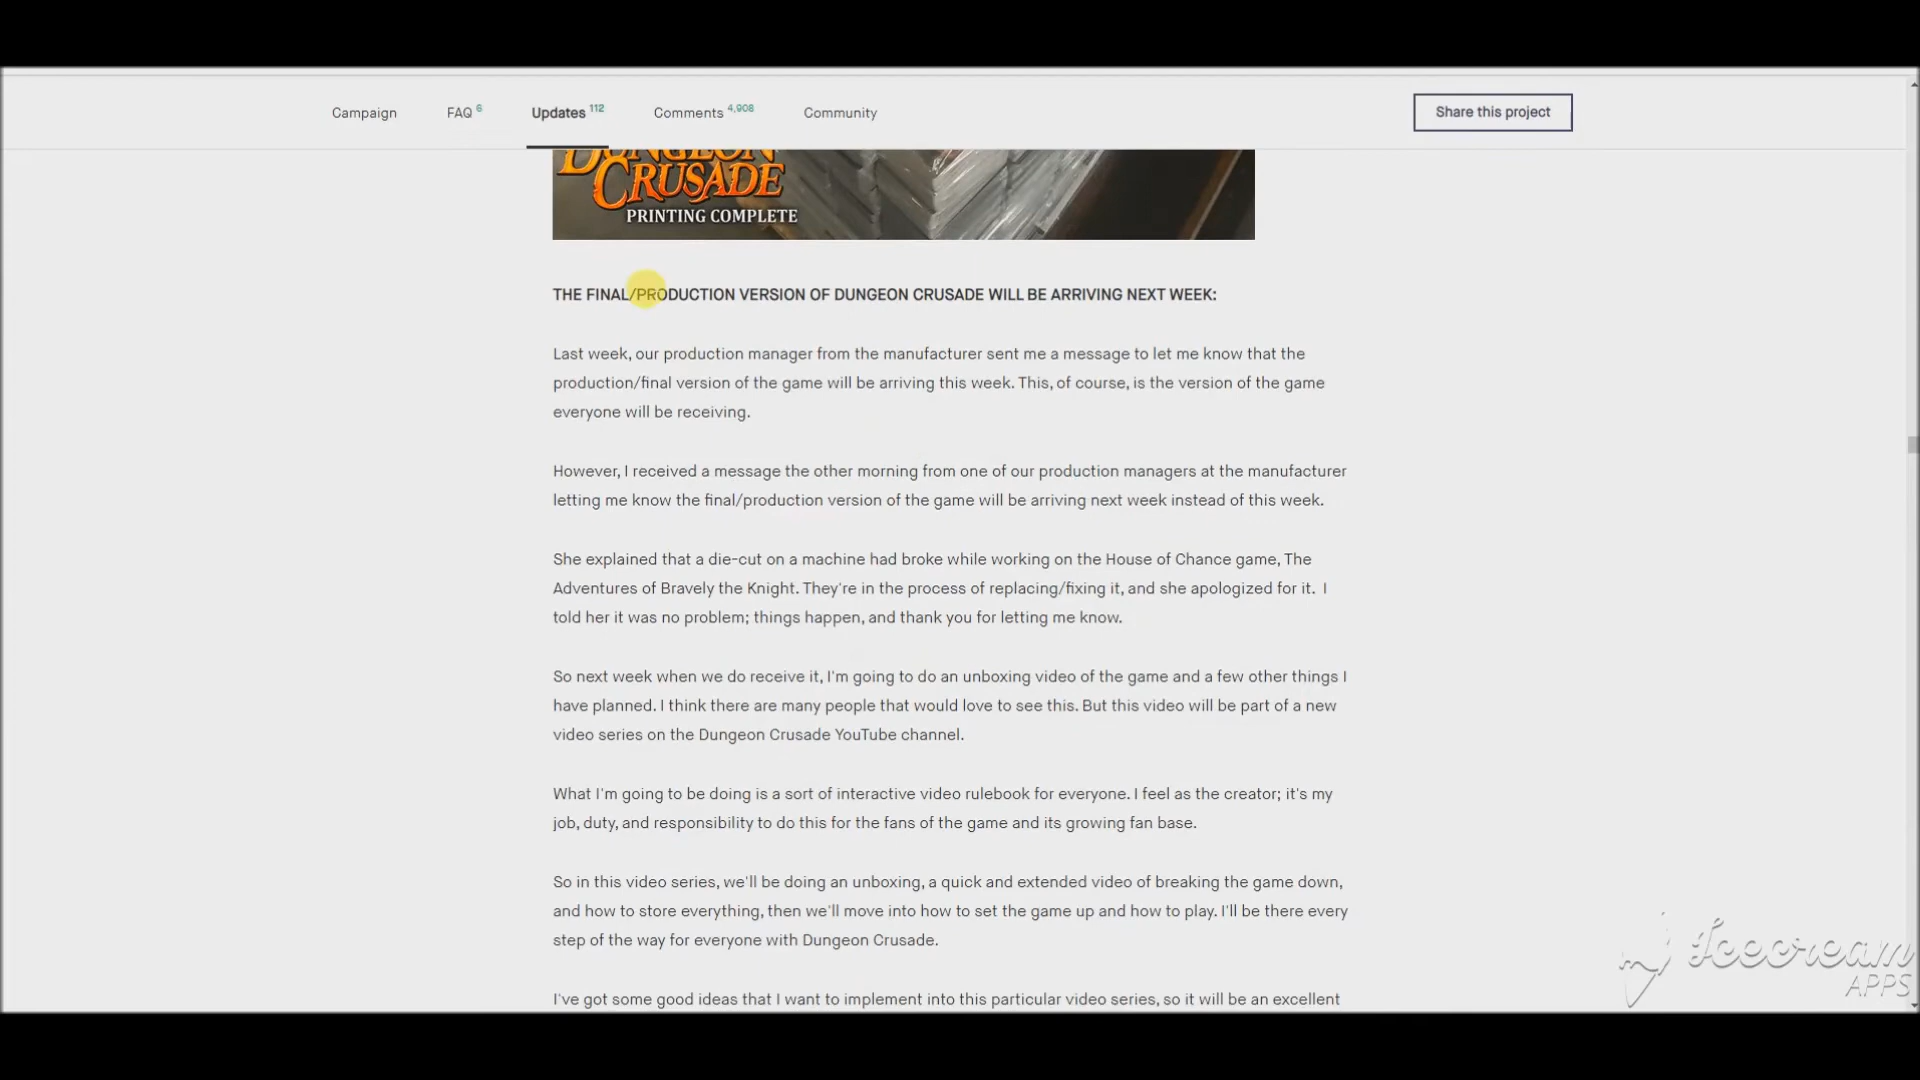 Campaign FAQ 6 Updates 112 Comments 4,908 Community Share this project
DUNGEON
CRUSADE
PRINTING COMPLETE
THE FINAL/PRODUCTION VERSION OF DUNGEON CRUSADE WILL BE ARRIVING NEXT WEEK:
Last week, our production manager from the manufacturer sent me a message to let me know that the
production/final version of the game will be arriving this week. This, of course, is the version of the game
everyone will be receiving.
However, I received a message the other morning from one of our production managers at the manufacturer
letting me know the final/production version of the game will be arriving next week instead of this week.
She explained that a die-cut on a machine had broke while working on the House of Chance game, The
Adventures of Bravely the Knight. They're in the process of replacing/fixing it, and she apologized for it. I
told her it was no problem; things happen, and thank you for letting me know.
So next week when we do receive it, I'm going to do an unboxing video of the game and a few other things I
have planned. I think there are many people that would love to see this. But this video will be part of a new
video series on the Dungeon Crusade YouTube channel.
What I'm going to be doing is a sort of interactive video rulebook for everyone. I feel as the creator; it's my
job, duty, and responsibility to do this for the fans of the game and its growing fan base.
So in this video series, we'll be doing an unboxing, a quick and extended video of breaking the game down,
and how to store everything, then we'll move into how to set the game up and how to play. I'll be there every
step of the way for everyone with Dungeon Crusade.
I've got some good ideas that I want to implement into this particular video series, so it will be an excellent
Icecream
APPS